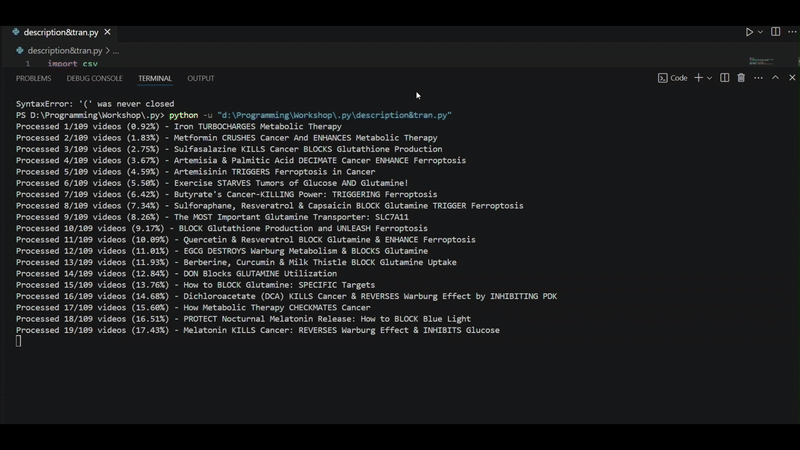 description&tran.py
description&tran.py > ...
1 import csv
PROBLEMS DEBUG CONSOLE TERMINAL OUTPUT Code
SyntaxError: '(' was never closed
PS D:\Programming\Workshop\.py> python -u "d:\Programming\Workshop\.py\description&tran.py"
Processed 1/109 videos (0.92%) - Iron TURBOCHARGES Metabolic Therapy
Processed 2/109 videos (1.83%) - Metformin CRUSHES Cancer And ENHANCES Metabolic Therapy
Processed 3/109 videos (2.75%) - Sulfasalazine KILLS Cancer BLOCKS Glutathione Production
Processed 4/109 videos (3.67%) - Artemisia & Palmitic Acid DECIMATE Cancer ENHANCE Ferroptosis
Processed 5/109 videos (4.59%) - Artemisinin TRIGGERS Ferroptosis in Cancer
Processed 6/109 videos (5.50%) - Exercise STARVES Tumors of Glucose AND Glutamine!
Processed 7/109 videos (6.42%) - Butyrate's Cancer-KILLING Power: TRIGGERING Ferroptosis
Processed 8/109 videos (7.34%) - Sulforaphane, Resveratrol & Capsaicin BLOCK Glutamine TRIGGER Ferroptosis
Processed 9/109 videos (8.26%) - The MOST Important Glutamine Transporter: SLC7A11
Processed 10/109 videos (9.17%) - BLOCK Glutathione Production and UNLEASH Ferroptosis
Processed 11/109 videos (10.09%) - Quercetin & Resveratrol BLOCK Glutamine & ENHANCE Ferroptosis
Processed 12/109 videos (11.01%) - EGCG DESTROYS Warburg Metabolism & BLOCKS Glutamine
Processed 13/109 videos (11.93%) - Berberine, Curcumin & Milk Thistle BLOCK Glutamine Uptake
Processed 14/109 videos (12.84%) - DON Blocks GLUTAMINE Utilization
Processed 15/109 videos (13.76%) - How to BLOCK Glutamine: SPECIFIC Targets
Processed 16/109 videos (14.68%) - Dichloroacetate (DCA) KILLS Cancer & REVERSES Warburg Effect by INHIBITING PDK
Processed 17/109 videos (15.60%) - How Metabolic Therapy CHECKMATES Cancer
Processed 18/109 videos (16.51%) - PROTECT Nocturnal Melatonin Release: How to BLOCK Blue Light
Processed 19/109 videos (17.43%) - Melatonin KILLS Cancer: REVERSES Warburg Effect & INHIBITS Glucose